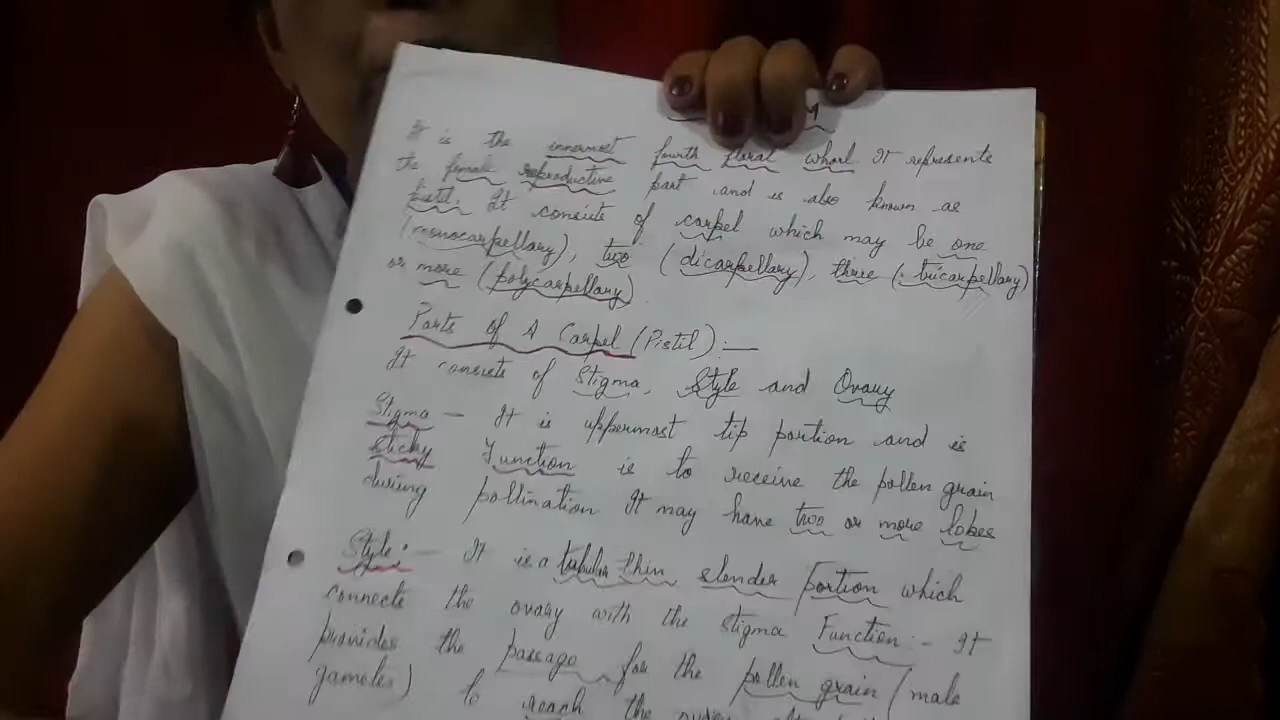 It is the innermost fourth floral whorl It represents
the female reproductive part and is also known as
pistil. It consists of carpel which may be one
(monocarpellary), two (dicarpellary), three (tricarpellary)
or more (polycarpellary)
Parts of A Carpel (Pistil) :—
It consists of Stigma, Style and Ovary
Stigma — It is uppermost tip portion and is
sticky Function is to receive the pollen grain
during pollination It may have two or more lobes
Style :— It is a tubular thin slender portion which
connects the ovary with the stigma Function :- It
provides the passage for the pollen grain (male
gametes) to reach the